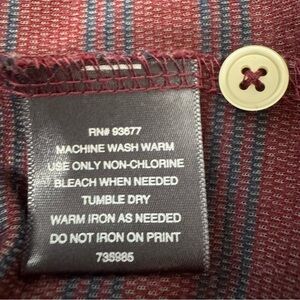 RN# 93677
MACHINE WASH WARM
USE ONLY NON-CHLORINE
BLEACH WHEN NEEDED
TUMBLE DRY
WARM IRON AS NEEDED
DO NOT IRON ON PRINT
735985